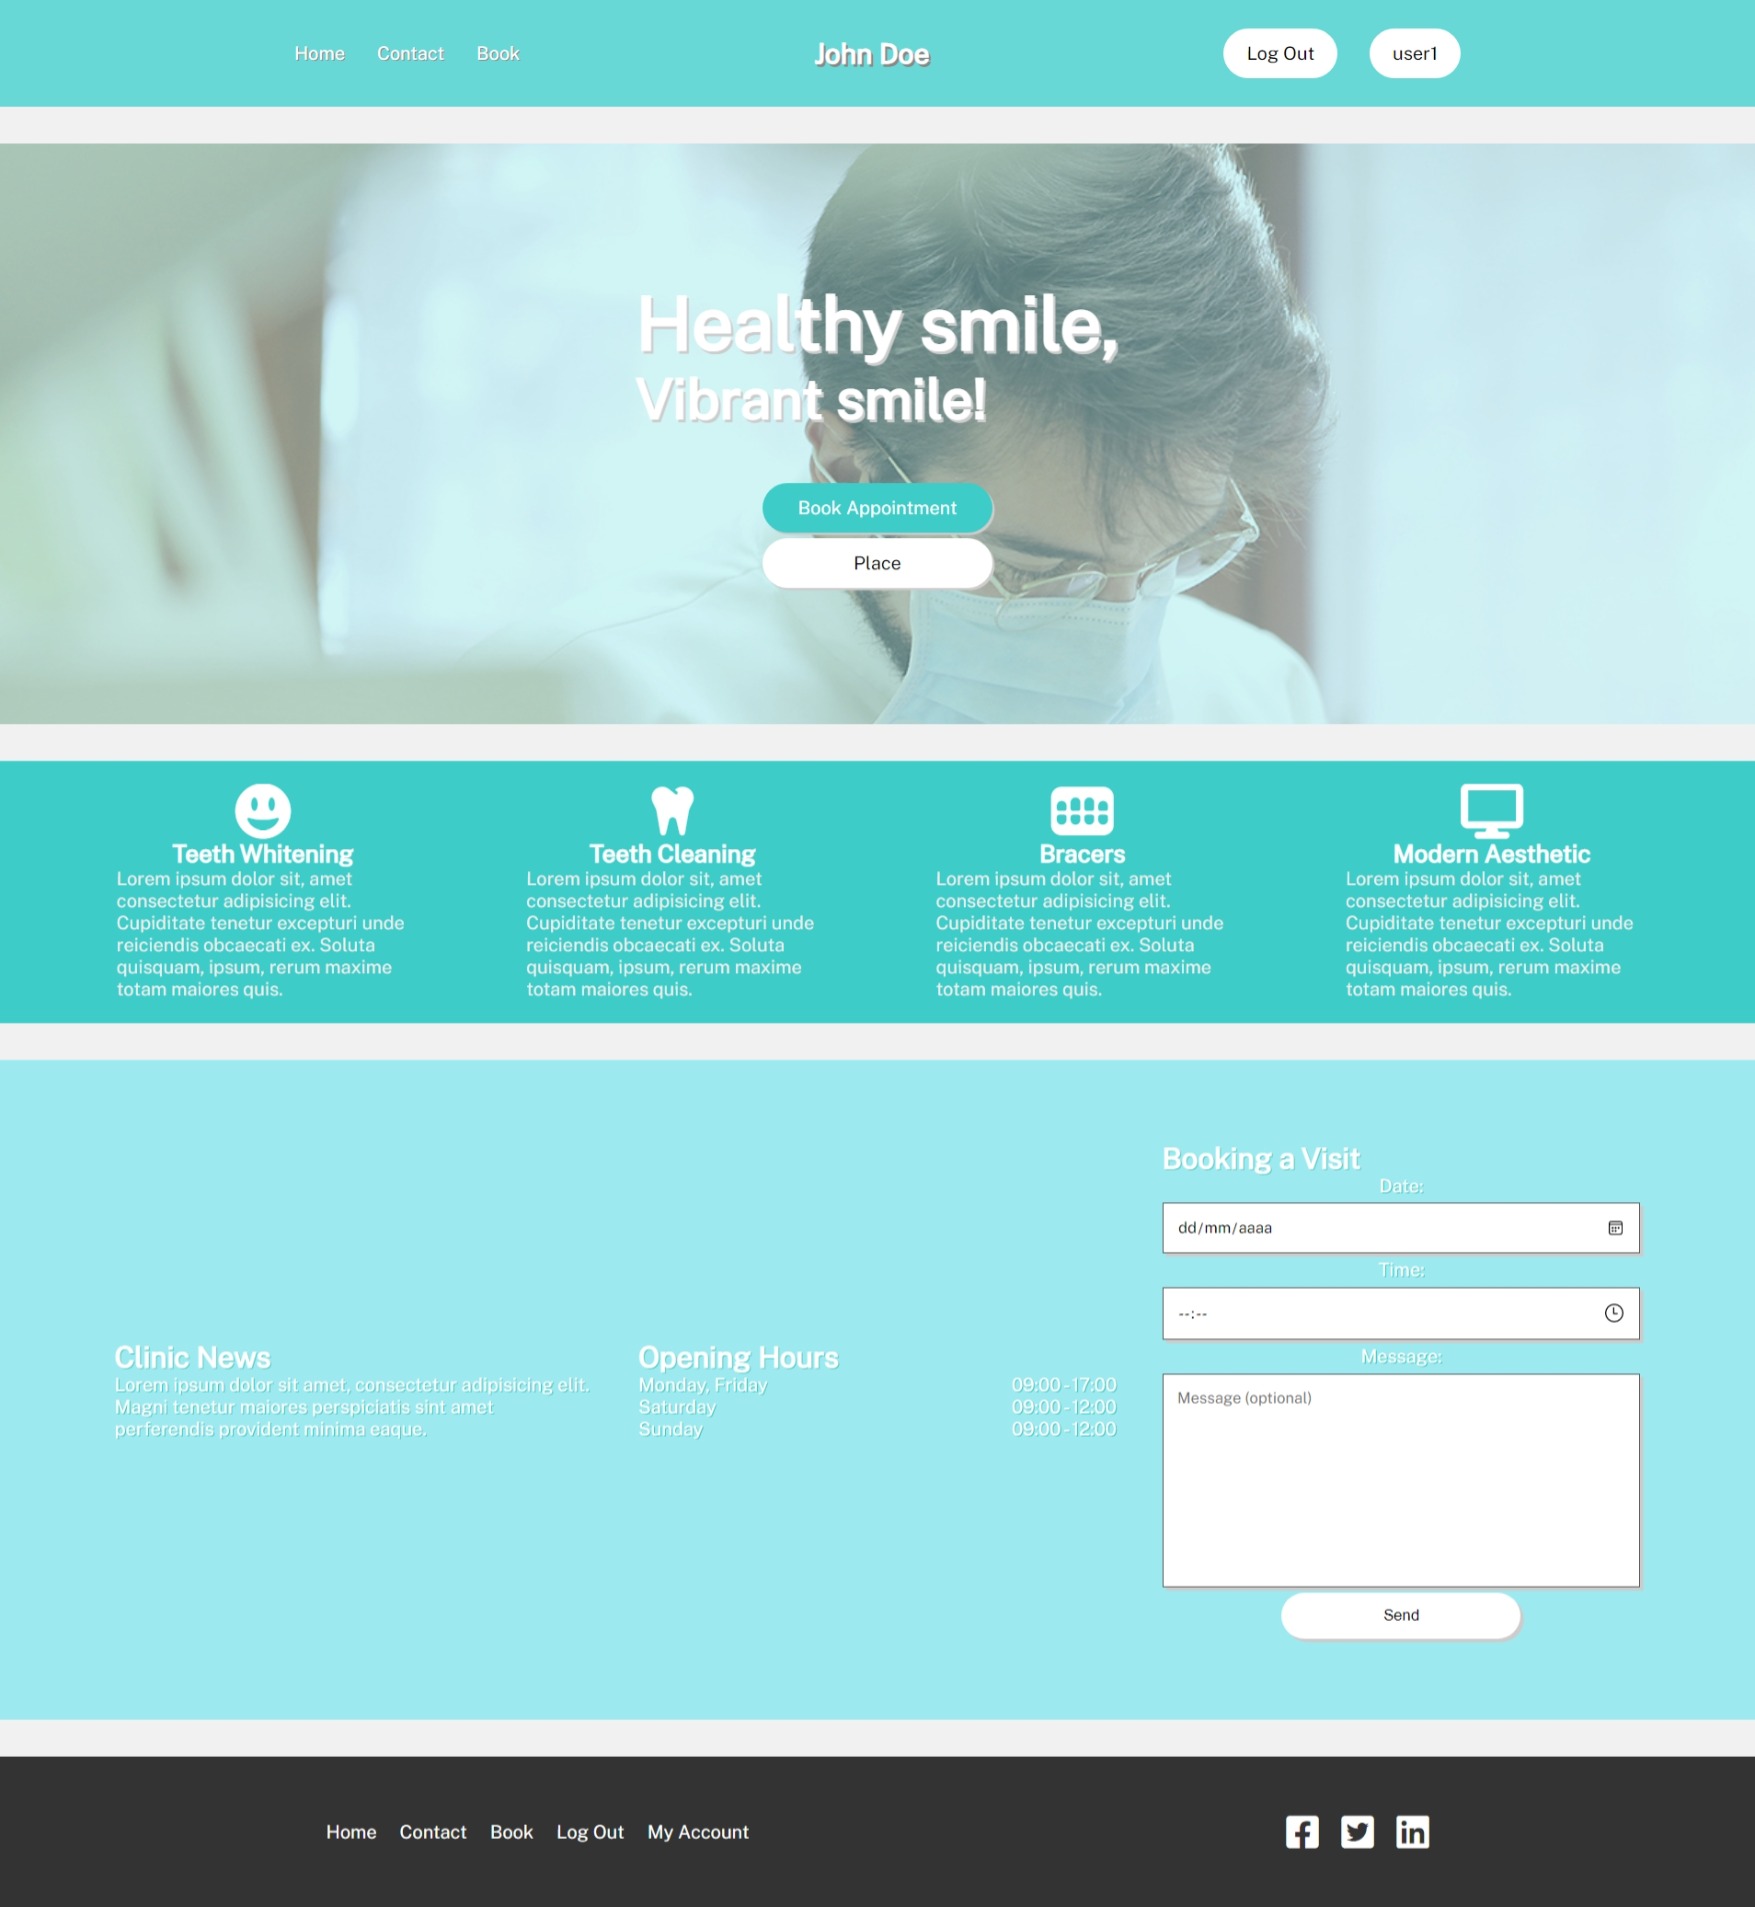 Home Contact Book
John Doe
Log Out
user1
Healthy smile,
Vibrant smile!
Book Appointment
Place
Teeth Whitening
Lorem ipsum dolor sit, amet
consectetur adipisicing elit.
Cupiditate tenetur excepturi unde
reiciendis obcaecati ex. Soluta
quisquam, ipsum, rerum maxime
totam maiores quis.
Teeth Cleaning
Lorem ipsum dolor sit, amet
consectetur adipisicing elit.
Cupiditate tenetur excepturi unde
reiciendis obcaecati ex. Soluta
quisquam, ipsum, rerum maxime
totam maiores quis.
Bracers
Lorem ipsum dolor sit, amet
consectetur adipisicing elit.
Cupiditate tenetur excepturi unde
reiciendis obcaecati ex. Soluta
quisquam, ipsum, rerum maxime
totam maiores quis.
Modern Aesthetic
Lorem ipsum dolor sit, amet
consectetur adipisicing elit.
Cupiditate tenetur excepturi unde
reiciendis obcaecati ex. Soluta
quisquam, ipsum, rerum maxime
totam maiores quis.
Clinic News
Lorem ipsum dolor sit amet, consectetur adipisicing elit.
Magni tenetur maiores perspiciatis sint amet
perferendis provident minima eaque.
Opening Hours
Monday, Friday 09:00 - 17:00
Saturday 09:00 - 12:00
Sunday 09:00 - 12:00
Booking a Visit
Date:
dd/mm/aaaa
Time:
--:--
Message:
Message (optional)
Send
Home Contact Book Log Out My Account